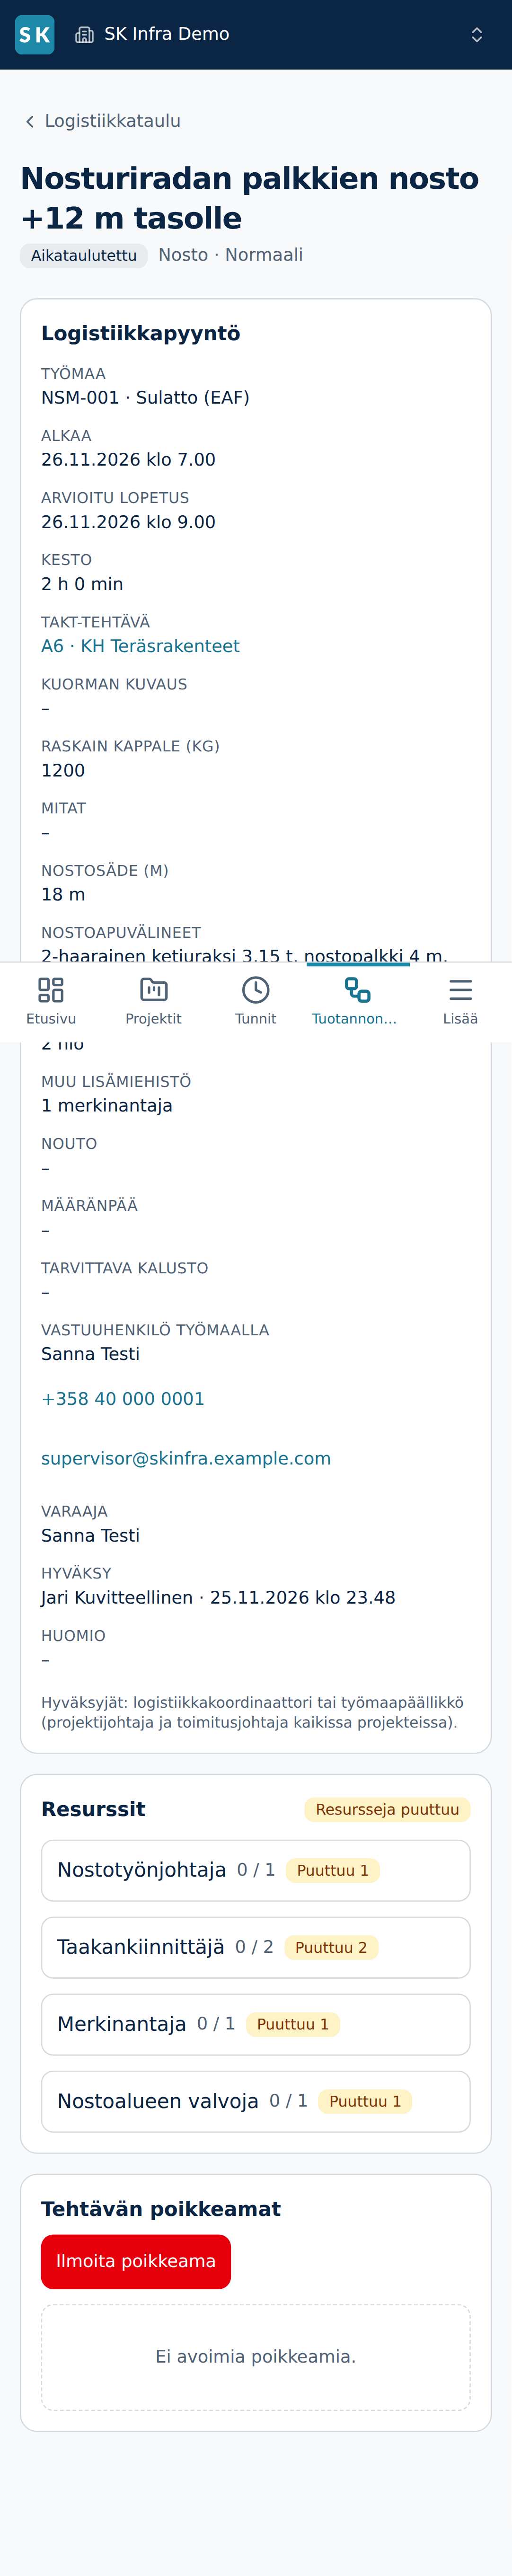 SK
SK Infra Demo
Logistiikkataulu
Nosturiradan palkkien nosto
+12 m tasolle
Aikataulutettu
Nosto · Normaali
Logistiikkapyyntö
TYÖMAA
NSM-001 · Sulatto (EAF)
ALKAA
26.11.2026 klo 7.00
ARVIOITU LOPETUS
26.11.2026 klo 9.00
KESTO
2 h 0 min
TAKT-TEHTÄVÄ
A6 · KH Teräsrakenteet
KUORMAN KUVAUS
–
RASKAIN KAPPALE (KG)
1200
MITAT
–
NOSTOSÄDE (M)
18 m
NOSTOAPUVÄLINEET
2-haarainen ketjuraksi 3,15 t, nostopalkki 4 m,
Etusivu
Projektit
Tunnit
Tuotannon…
Lisää
2 hlö
MUU LISÄMIEHISTÖ
1 merkinantaja
NOUTO
–
MÄÄRÄNPÄÄ
–
TARVITTAVA KALUSTO
–
VASTUUHENKILÖ TYÖMAALLA
Sanna Testi
+358 40 000 0001
supervisor@skinfra.example.com
VARAAJA
Sanna Testi
HYVÄKSY
Jari Kuvitteellinen · 25.11.2026 klo 23.48
HUOMIO
–
Hyväksyjät: logistiikkakoordinaattori tai työmaapäällikkö
(projektijohtaja ja toimitusjohtaja kaikissa projekteissa).
Resurssit
Resursseja puuttuu
Nostotyönjohtaja 0 / 1 Puuttuu 1
Taakankiinnittäjä 0 / 2 Puuttuu 2
Merkinantaja 0 / 1 Puuttuu 1
Nostoalueen valvoja 0 / 1 Puuttuu 1
Tehtävän poikkeamat
Ilmoita poikkeama
Ei avoimia poikkeamia.